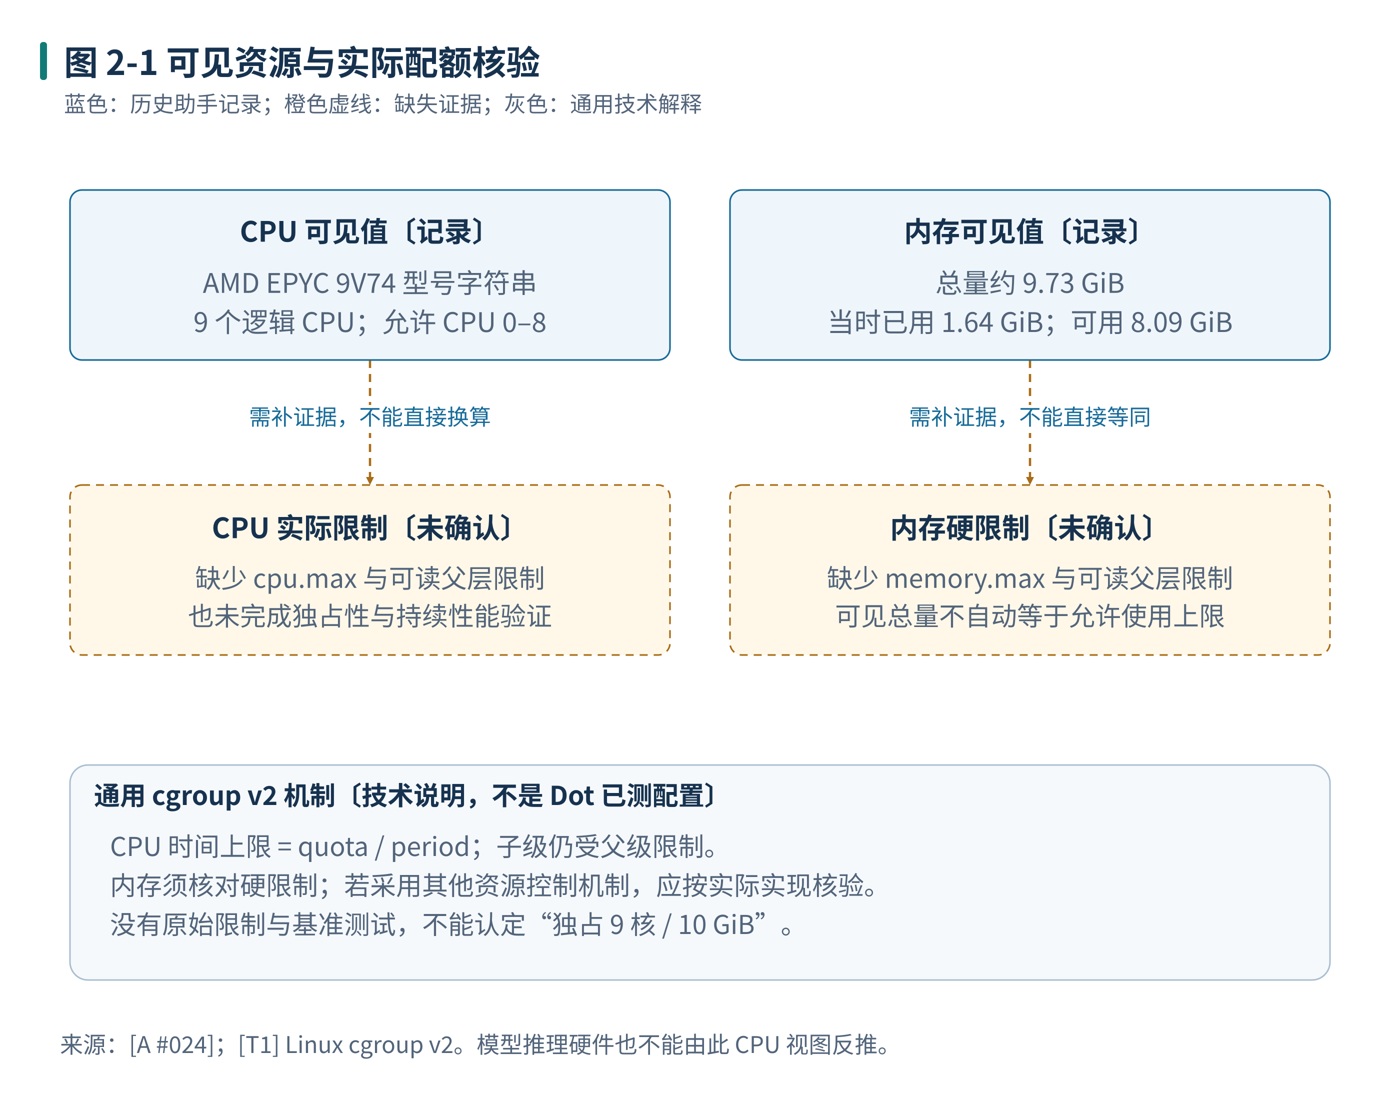 图 2-1 可见资源与实际配额核验
蓝色：历史助手记录；橙色虚线：缺失证据；灰色：通用技术解释
CPU 可见值〔记录〕
AMD EPYC 9V74 型号字符串
9 个逻辑 CPU；允许 CPU 0–8
内存可见值〔记录〕
总量约 9.73 GiB
当时已用 1.64 GiB；可用 8.09 GiB
需补证据，不能直接换算
需补证据，不能直接等同
CPU 实际限制〔未确认〕
缺少 cpu.max 与可读父层限制
也未完成独占性与持续性能验证
内存硬限制〔未确认〕
缺少 memory.max 与可读父层限制
可见总量不自动等于允许使用上限
通用 cgroup v2 机制〔技术说明，不是 Dot 已测配置〕
CPU 时间上限 = quota / period；子级仍受父级限制。
内存须核对硬限制；若采用其他资源控制机制，应按实际实现核验。
没有原始限制与基准测试，不能认定“独占 9 核 / 10 GiB”。
来源：[A #024]；[T1] Linux cgroup v2。模型推理硬件也不能由此 CPU 视图反推。